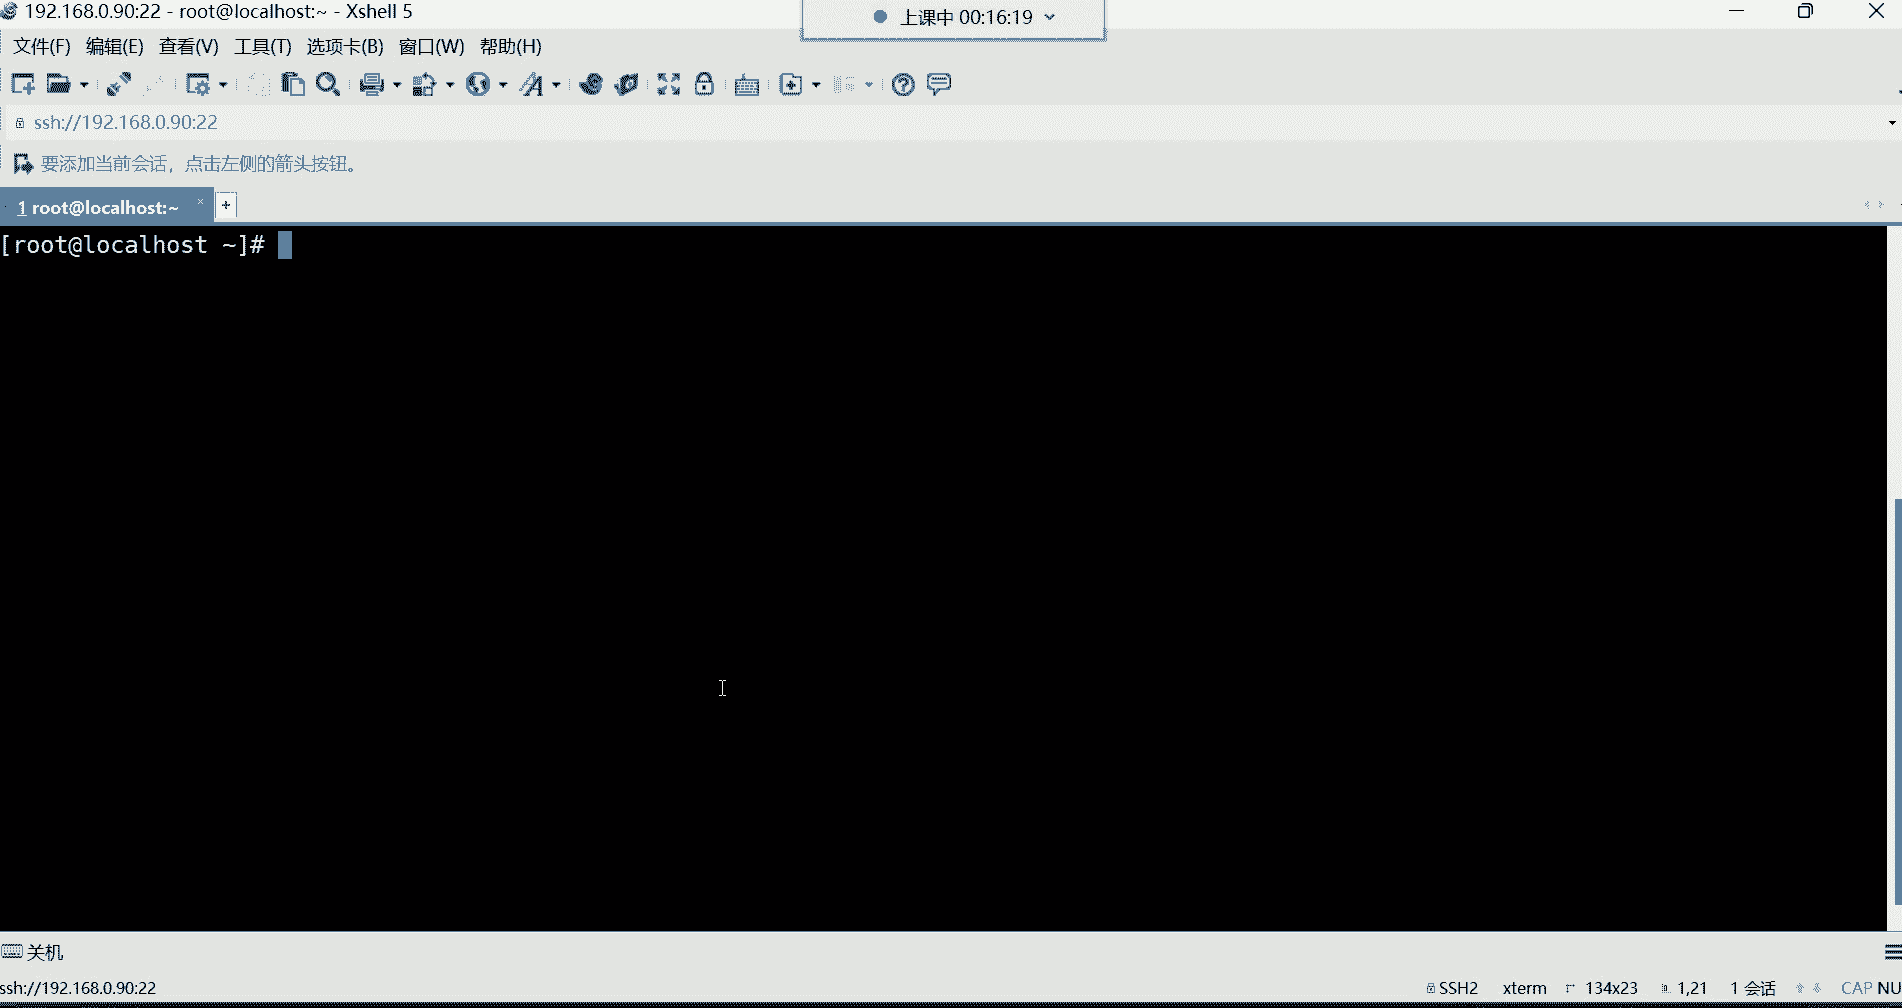 192.168.0.90:22 - root@localhost:~ - Xshell 5
上课中 00:16:19
文件(F) 编辑(E) 查看(V) 工具(T) 选项卡(B) 窗口(W) 帮助(H)
ssh://192.168.0.90:22
要添加当前会话，点击左侧的箭头按钮。
1 root@localhost:~ × +
[root@localhost ~]#
关机
ssh://192.168.0.90:22 SSH2 xterm 134x23 1,21 1 会话 CAP NU